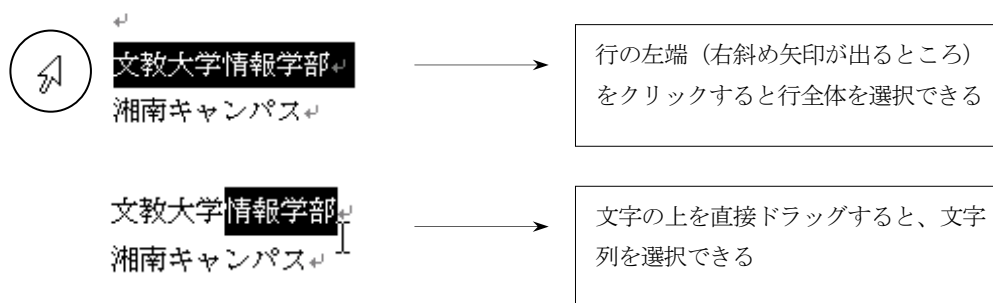 文教大学情報学部↵
湘南キャンパス↵
行の左端（右斜め矢印が出るところ）
をクリックすると行全体を選択できる
文教大学情報学部↵
湘南キャンパス↵
文字の上を直接ドラッグすると、文字
列を選択できる